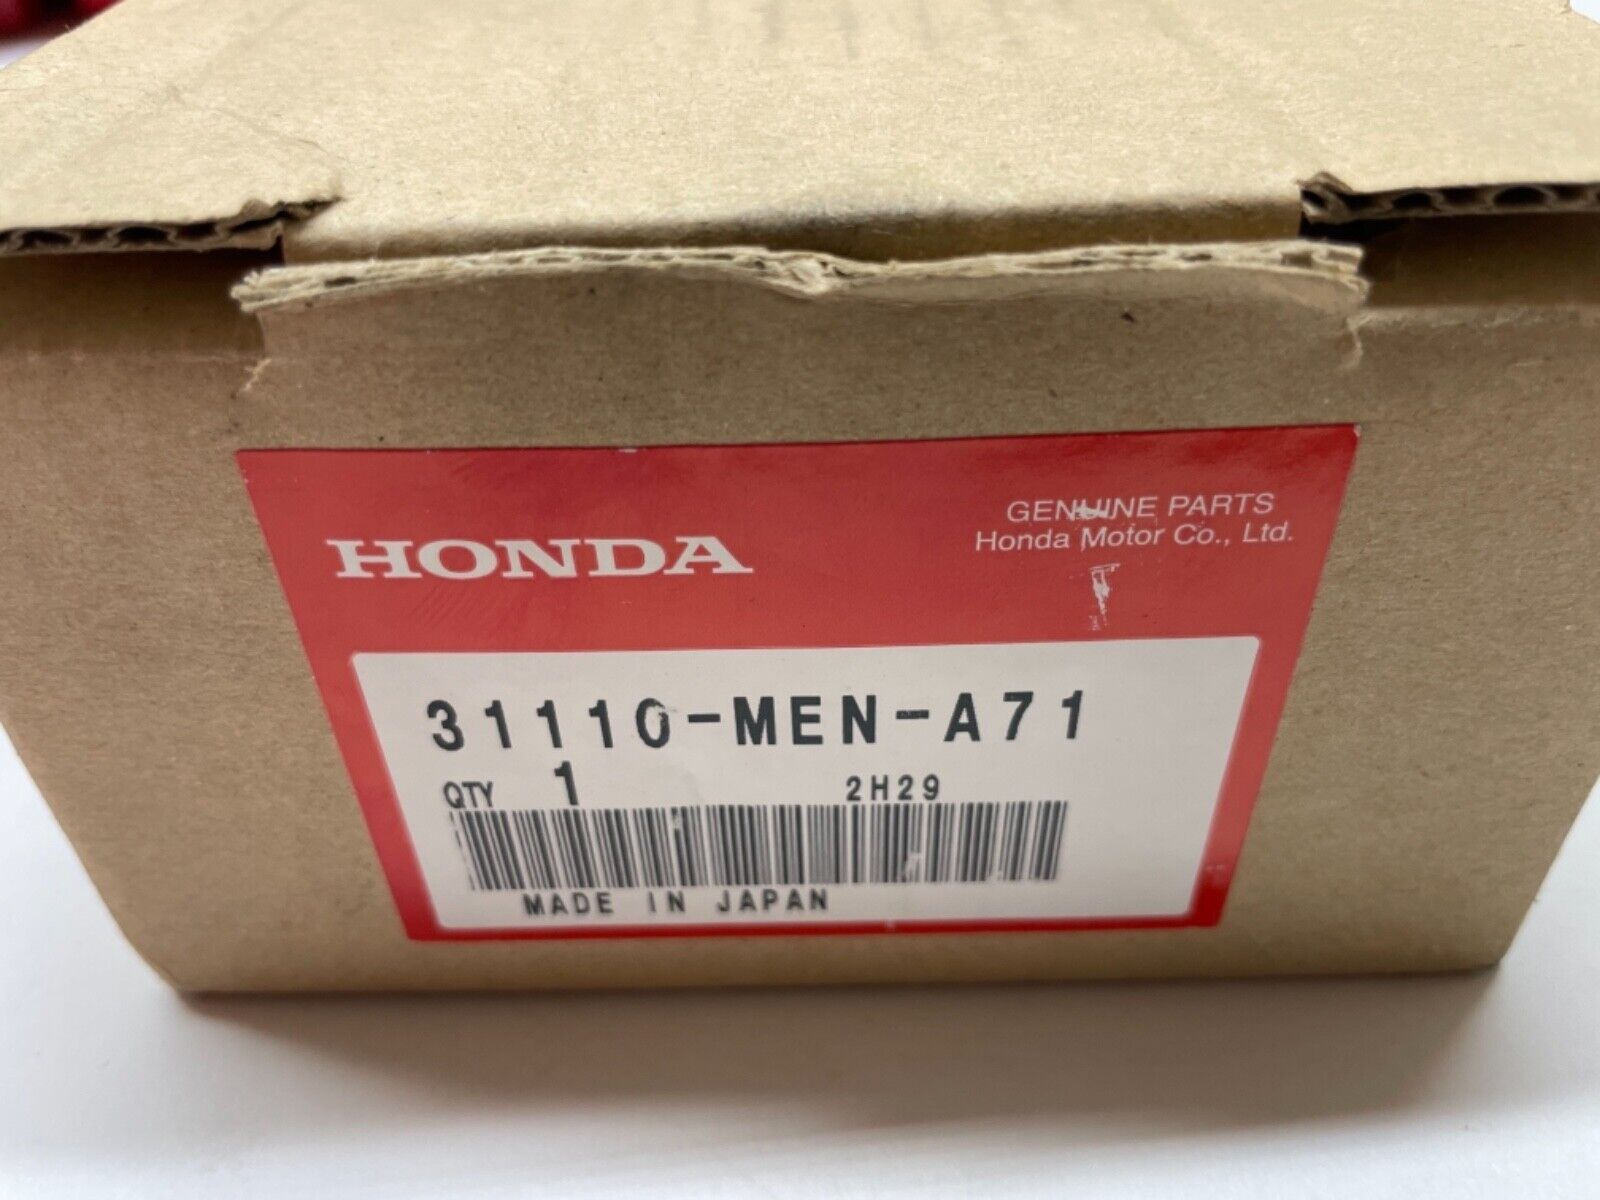 HONDA
GENUINE PARTS
Honda Motor Co., Ltd.
31110-MEN-A71
QTY 1 2H29
MADE IN JAPAN